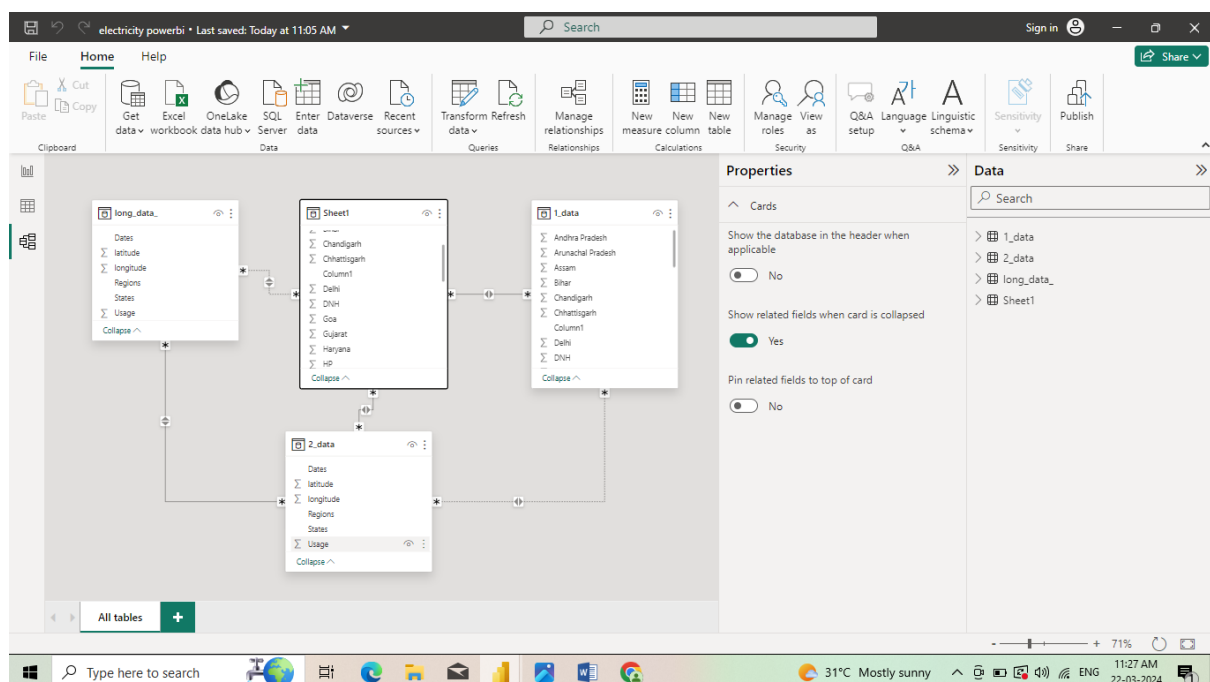 electricity powerbi • Last saved: Today at 11:05 AM
Search
Sign in
File Home Help
Share
Paste
Cut
Copy
Get data
Excel workbook
OneLake data hub
SQL Server
Enter data
Dataverse
Recent sources
Transform data
Refresh
Manage relationships
New measure
New column
New table
Manage roles
View as
Q&A setup
Language
Linguistic schema
Sensitivity
Publish
Clipboard Data Queries Relationships Calculations Security Q&A Sensitivity Share
long_data_
Dates
latitude
longitude
Regions
States
Usage
Collapse
Sheet1
Chandigarh
Chhattisgarh
Column1
Delhi
DNH
Goa
Gujarat
Haryana
HP
Collapse
1_data
Andhra Pradesh
Arunachal Pradesh
Assam
Bihar
Chandigarh
Chhattisgarh
Column1
Delhi
DNH
Collapse
2_data
Dates
latitude
longitude
Regions
States
Usage
Collapse
Properties
Cards
Show the database in the header when
applicable
No
Show related fields when card is collapsed
Yes
Pin related fields to top of card
No
Data
Search
1_data
2_data
long_data_
Sheet1
All tables
+
- + 71%
Type here to search
31°C Mostly sunny
ENG
11:27 AM
22-03-2024